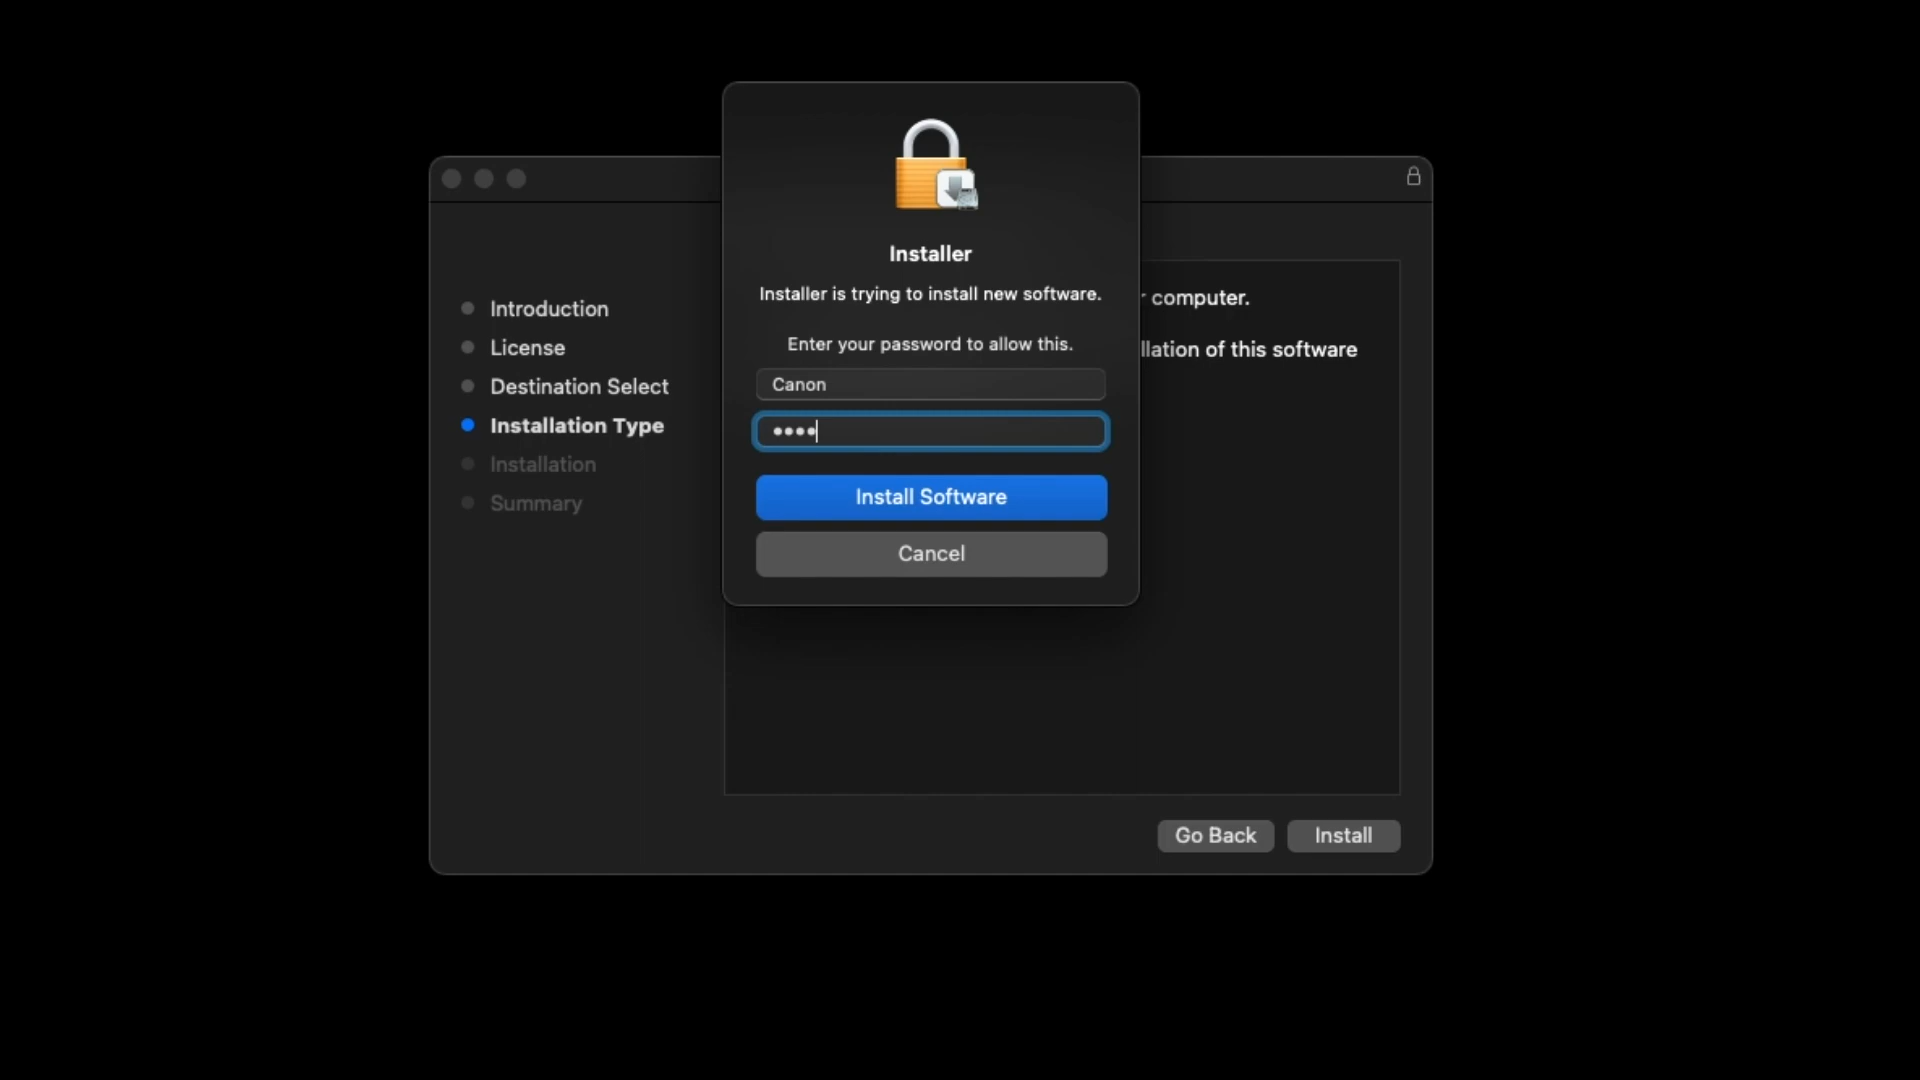 Installer
Installer is trying to install new software.
Enter your password to allow this.
Canon
••••
Install Software
Cancel
Introduction
License
Destination Select
Installation Type
Installation
Summary
computer.
of this software
Go Back
Install